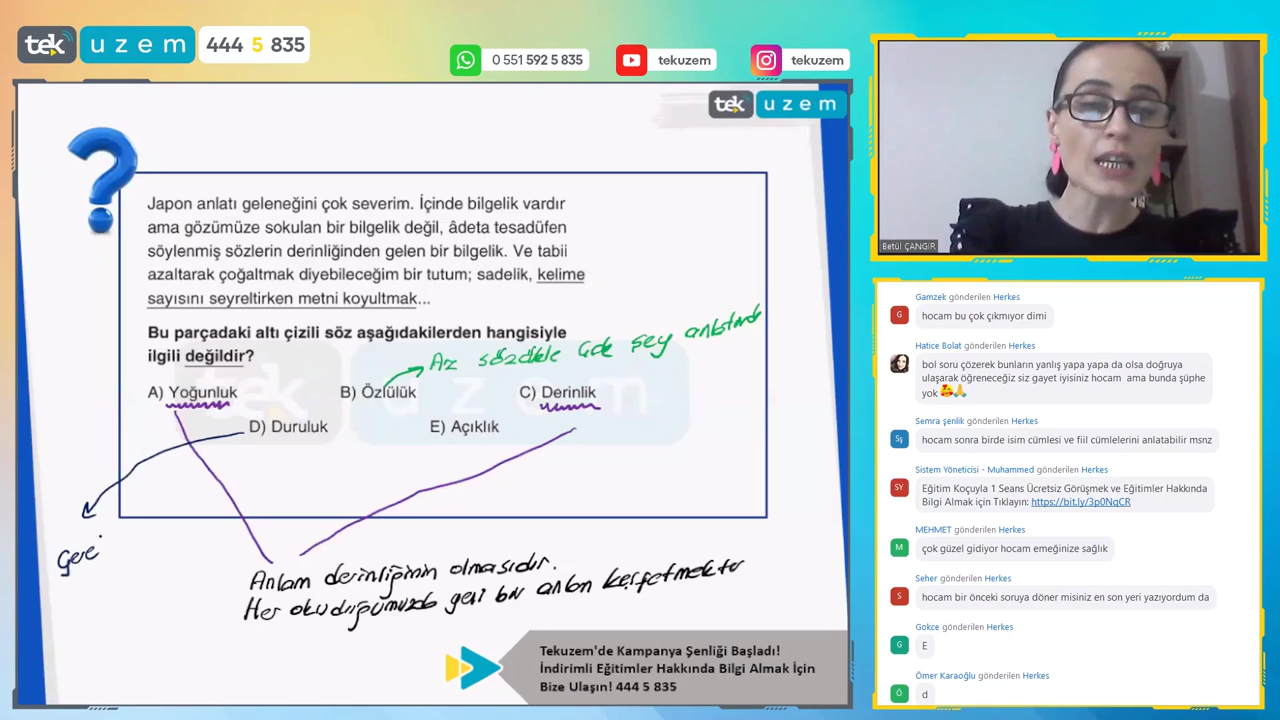 tek uzem 444 5 835
0 551 592 5 835
tekuzem
tekuzem
tek uzem
Japon anlatı geleneğini çok severim. İçinde bilgelik vardır
ama gözümüze sokulan bir bilgelik değil, âdeta tesadüfen
söylenmiş sözlerin derinliğinden gelen bir bilgelik. Ve tabii
azaltarak çoğaltmak diyebileceğim bir tutum; sadelik, kelime
sayısını seyreltirken metni koyultmak...
Bu parçadaki altı çizili söz aşağıdakilerden hangisiyle
ilgili değildir?
Az sözcükle çok şey anlatmak
A) Yoğunluk B) Özlülük C) Derinlik
D) Duruluk E) Açıklık
Gere
Anlam derinliğinin olmasıdır.
Her okuduğumuzda yeni bir anlam keşfetmekte
Tekuzem'de Kampanya Şenliği Başladı!
İndirimli Eğitimler Hakkında Bilgi Almak İçin
Bize Ulaşın! 444 5 835
Betül ÇANGIR
Gamzek gönderilen Herkes
G
hocam bu çok çıkmıyor dimi
Hatice Bolat gönderilen Herkes
bol soru çözerek bunların yanlış yapa yapa da olsa doğruya
ulaşarak öğreneceğiz siz gayet iyisiniz hocam ama bunda şüphe
yok 🥰🙏
Semra şenlik gönderilen Herkes
Sş
hocam sonra birde isim cümlesi ve fiil cümlelerini anlatabilir msnz
Sistem Yöneticisi - Muhammed gönderilen Herkes
SY
Eğitim Koçuyla 1 Seans Ücretsiz Görüşmek ve Eğitimler Hakkında
Bilgi Almak için Tıklayın: https://bit.ly/3p0NqCR
MEHMET gönderilen Herkes
M
çok güzel gidiyor hocam emeğinize sağlık
Seher gönderilen Herkes
S
hocam bir önceki soruya döner misiniz en son yeri yazıyordum da
Gokce gönderilen Herkes
G
E
Ömer Karaoğlu gönderilen Herkes
Ö
d